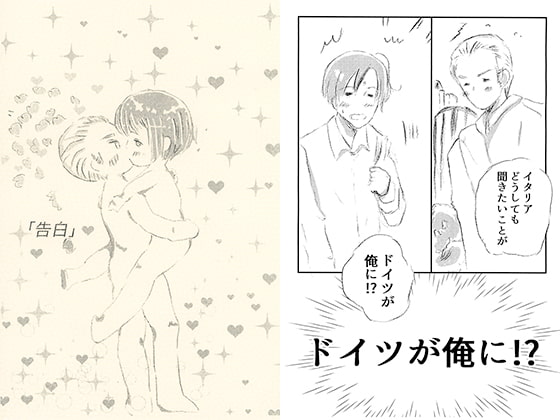 「告白」
イタリア
どうしても
聞きたいことが
ドイツが
俺に!?
ドイツが俺に!?